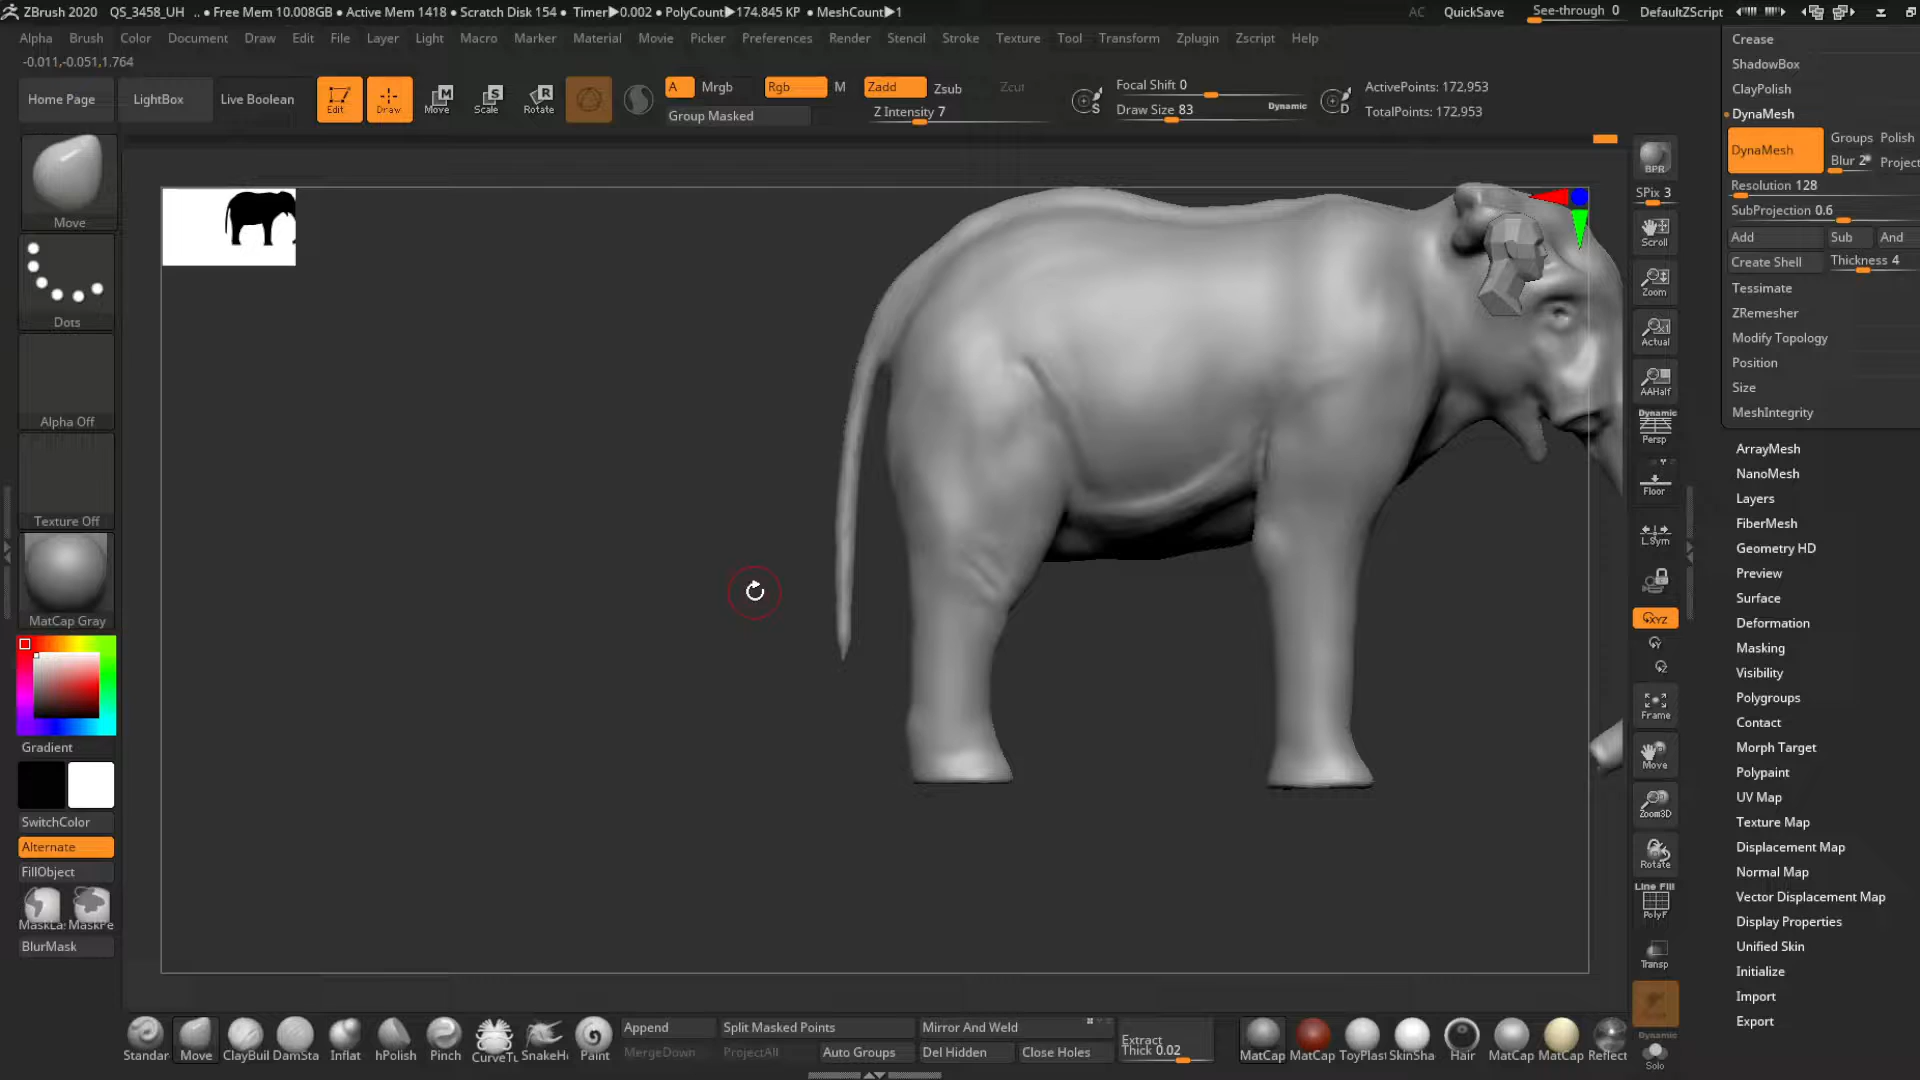 ZBrush 2020 QS_3458_UH .. ● Free Mem 10.008GB ● Active Mem 1418 ● Scratch Disk 154 ● Timer▶0.002 ● PolyCount▶174.845 KP ● MeshCount▶1 AC QuickSave See-through 0 DefaultZScript
Alpha Brush Color Document Draw Edit File Layer Light Macro Marker Material Movie Picker Preferences Render Stencil Stroke Texture Tool Transform Zplugin Zscript Help
-0.011,-0.051,1.764
Home Page LightBox Live Boolean
Edit Draw Move Scale Rotate
A Mrgb Rgb M Zadd Zsub Zcut
Group Masked Z Intensity 7
Focal Shift 0
Draw Size 83 Dynamic
ActivePoints: 172,953
TotalPoints: 172,953
Move
Dots
Alpha Off
Texture Off
MatCap Gray
Gradient
SwitchColor
Alternate
FillObject
MaskLa: MaskPe
BlurMask
BPR
SPix 3
Scroll
Zoom
Actual
AAHalf
Dynamic
Persp
Floor
L.Sym
XYZ
Frame
Move
Zoom3D
Rotate
Line Fill
PolyF
Transp
Dynamic
Solo
Crease
ShadowBox
ClayPolish
DynaMesh
DynaMesh Groups Polish
Blur 2 Project
Resolution 128
SubProjection 0.6
Add Sub And
Create Shell Thickness 4
Tessimate
ZRemesher
Modify Topology
Position
Size
MeshIntegrity
ArrayMesh
NanoMesh
Layers
FiberMesh
Geometry HD
Preview
Surface
Deformation
Masking
Visibility
Polygroups
Contact
Morph Target
Polypaint
UV Map
Texture Map
Displacement Map
Normal Map
Vector Displacement Map
Display Properties
Unified Skin
Initialize
Import
Export
Standar Move ClayBuil DamSta Inflat hPolish Pinch CurveTu SnakeH Paint
Append Split Masked Points Mirror And Weld
MergeDown ProjectAll Auto Groups Del Hidden Close Holes
Extract
Thick 0.02
MatCap MatCap ToyPlast SkinSha Hair MatCap MatCap Reflect